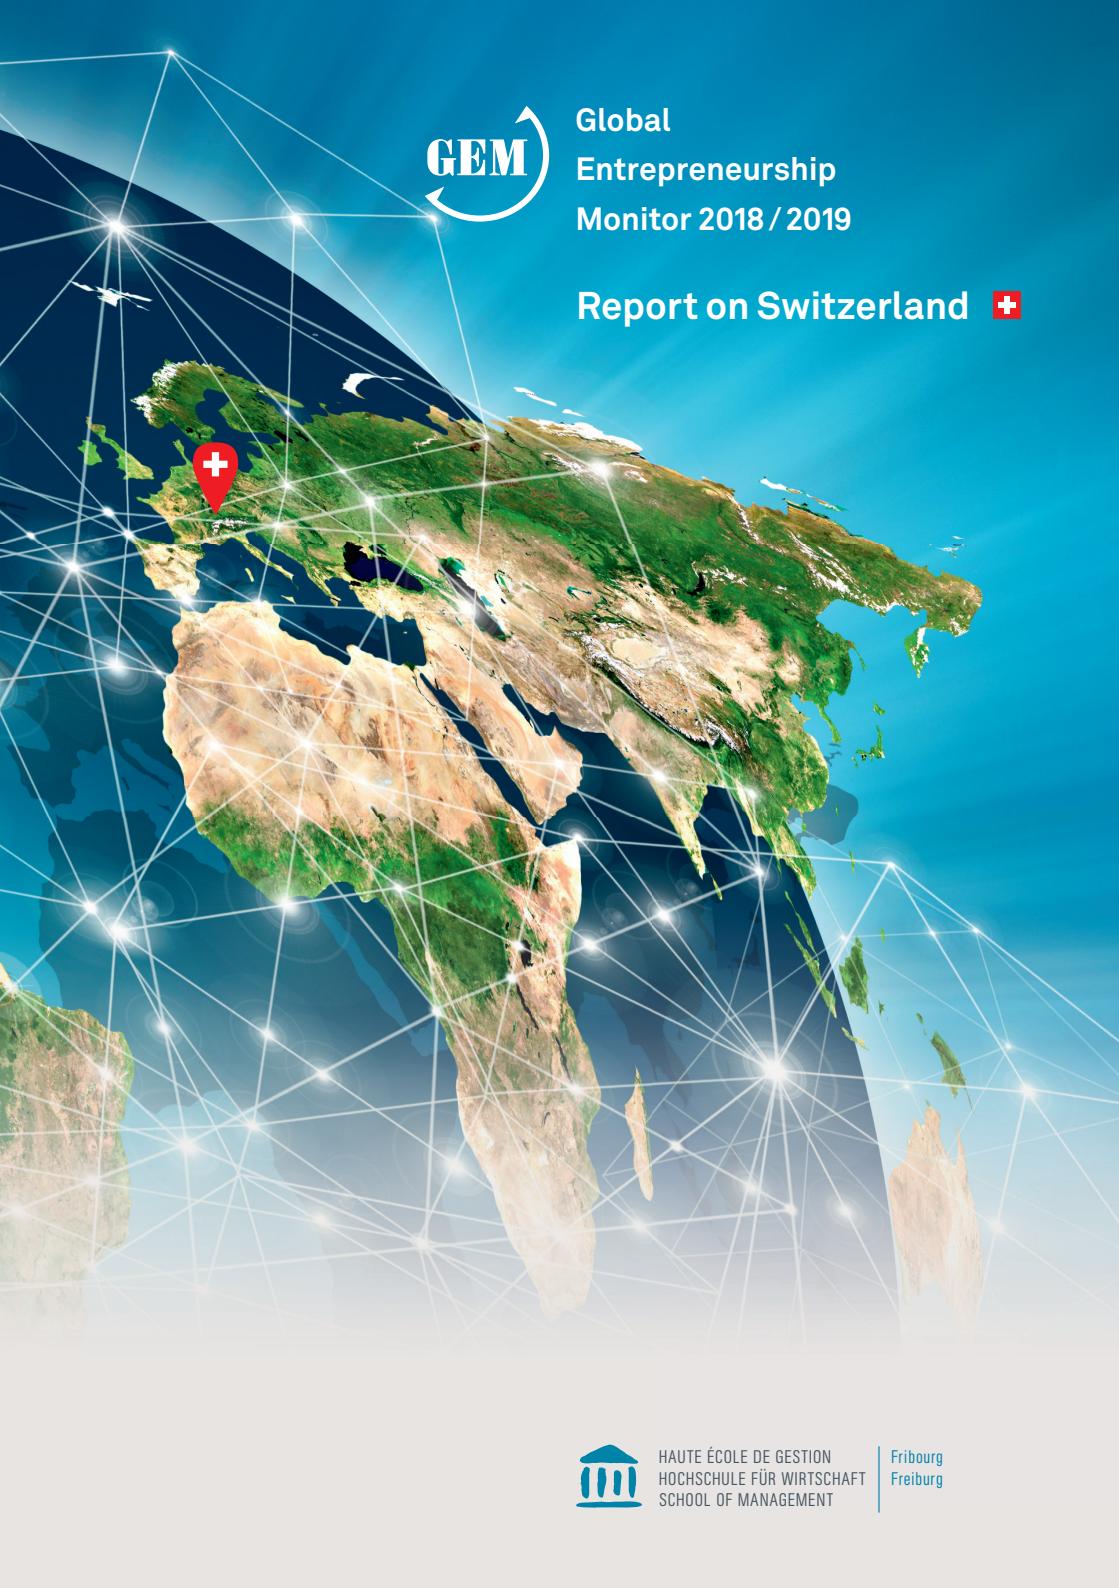 GEM
Global
Entrepreneurship
Monitor 2018 / 2019
Report on Switzerland
HAUTE ÉCOLE DE GESTION
HOCHSCHULE FÜR WIRTSCHAFT
SCHOOL OF MANAGEMENT
Fribourg
Freiburg